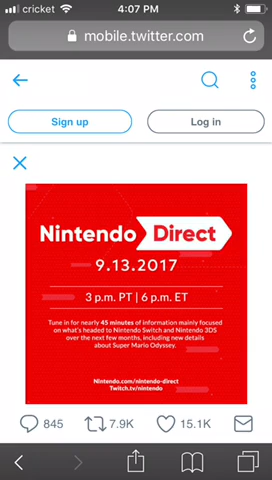 cricket 4:07 PM
mobile.twitter.com
Sign up Log in
Nintendo Direct
9.13.2017
3 p.m. PT | 6 p.m. ET
Tune in for nearly 45 minutes of information mainly focused
on what's headed to Nintendo Switch and Nintendo 3DS
over the next few months, including new details
about Super Mario Odyssey.
Nintendo.com/nintendo-direct
Twitch.tv/nintendo
845 7.9K 15.1K